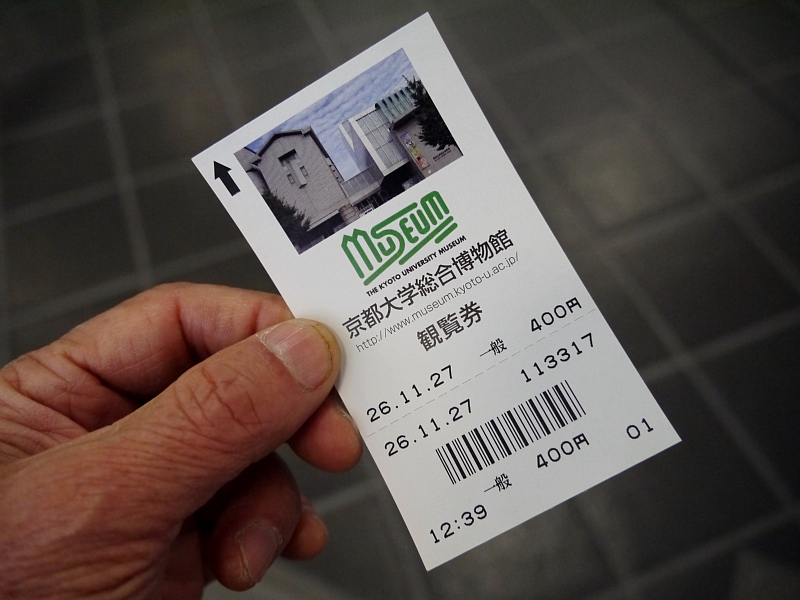 MUSEUM
THE KYOTO UNIVERSITY MUSEUM
京都大学総合博物館
http://www.museum.kyoto-u.ac.jp/
観覧券
26.11.27 一般 400円
26.11.27 113317
一般 400円 01
12:39